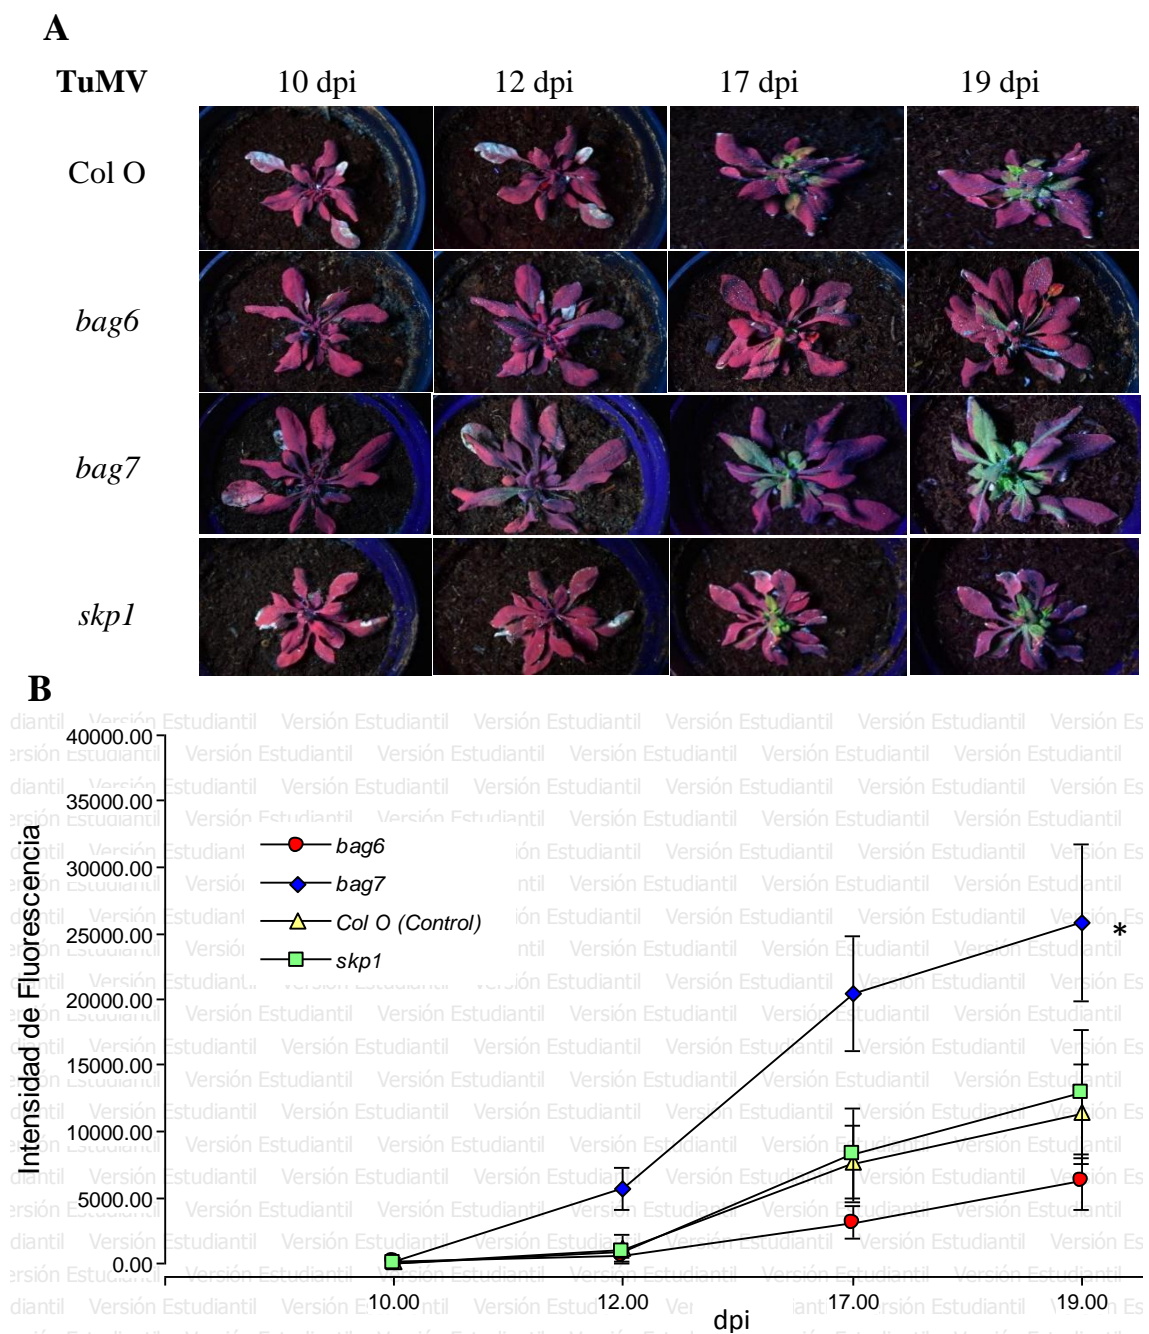 A
TuMV 10 dpi 12 dpi 17 dpi 19 dpi
Col O
bag6
bag7
skp1
B
Versión Estudiantil
40000.00
35000.00
30000.00
25000.00
20000.00
15000.00
10000.00
5000.00
0.00
Intensidad de Fluorescencia
bag6
bag7
Col O (Control)
skp1
*
10.00 12.00 17.00 19.00
dpi